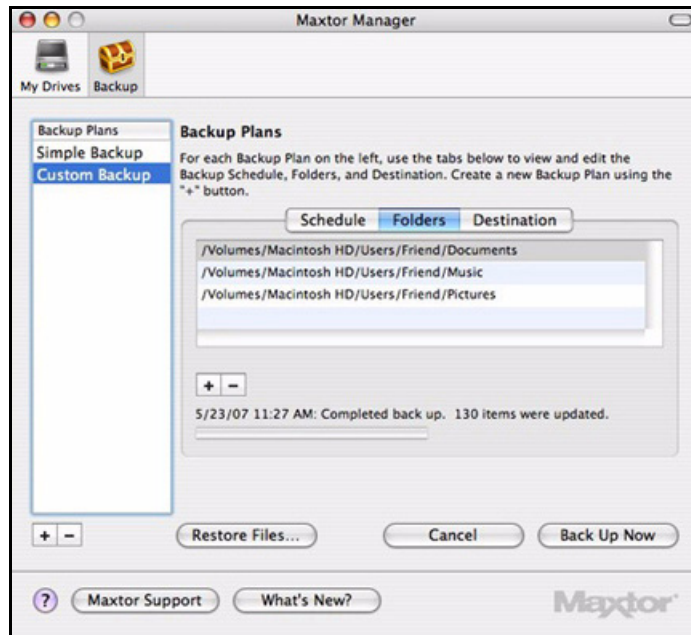 Maxtor Manager
My Drives Backup
Backup Plans
Simple Backup
Custom Backup
Backup Plans
For each Backup Plan on the left, use the tabs below to view and edit the
Backup Schedule, Folders, and Destination. Create a new Backup Plan using the
"+" button.
Schedule Folders Destination
/Volumes/Macintosh HD/Users/Friend/Documents
/Volumes/Macintosh HD/Users/Friend/Music
/Volumes/Macintosh HD/Users/Friend/Pictures
+ −
5/23/07 11:27 AM: Completed back up. 130 items were updated.
+ −
Restore Files... Cancel Back Up Now
? Maxtor Support What's New? Maxtor